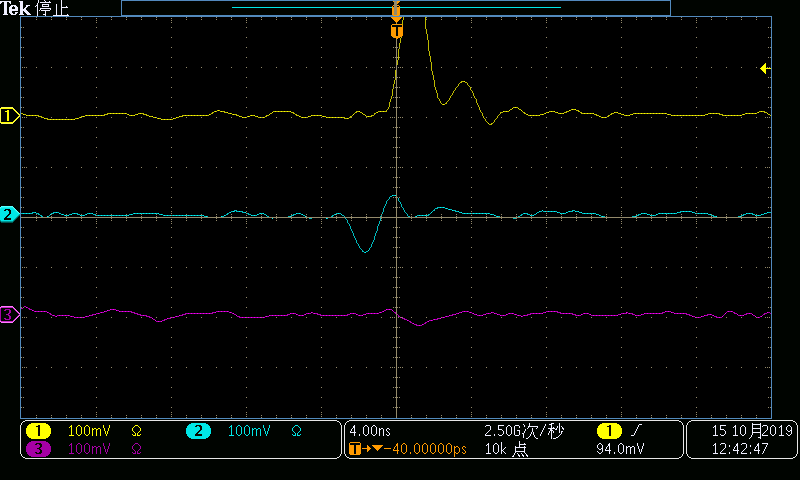 Tek 停止
T
T
1
2
3
1 100mV Ω 2 100mV Ω
3 100mV Ω
4.00ns 2.50G次/秒 1
T→▼−40.00000ps 10k 点 94.0mV
15 10月2019
12:42:47